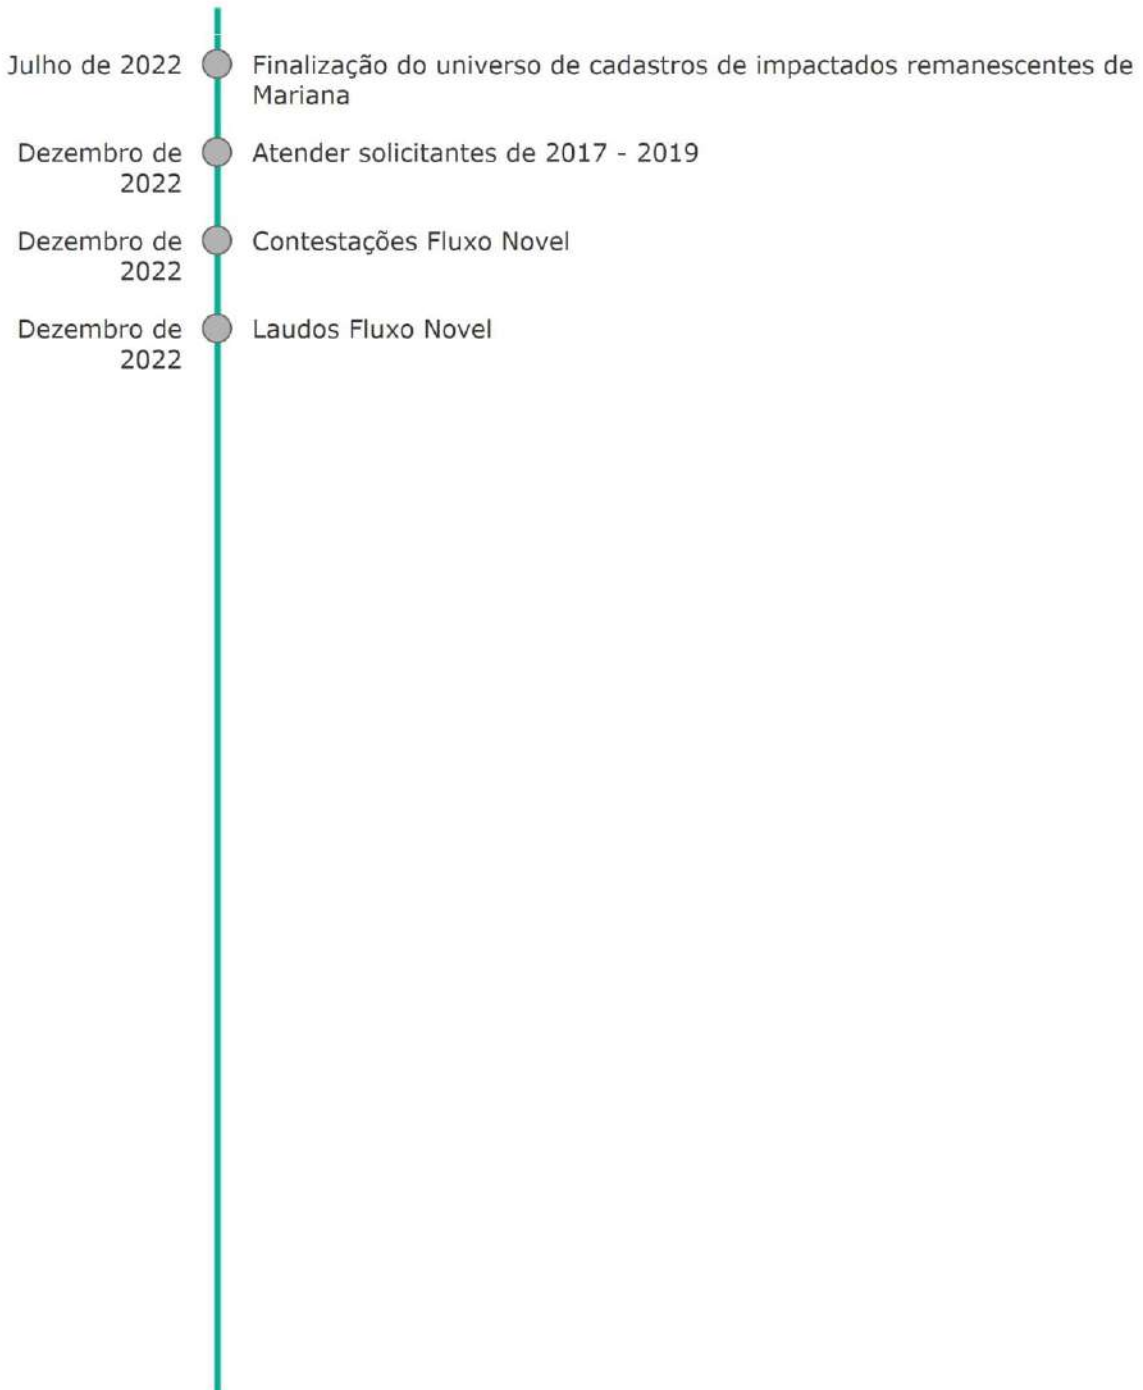 Julho de 2022
Finalização do universo de cadastros de impactados remanescentes de
Mariana
Dezembro de
2022
Atender solicitantes de 2017 - 2019
Dezembro de
2022
Contestações Fluxo Novel
Dezembro de
2022
Laudos Fluxo Novel